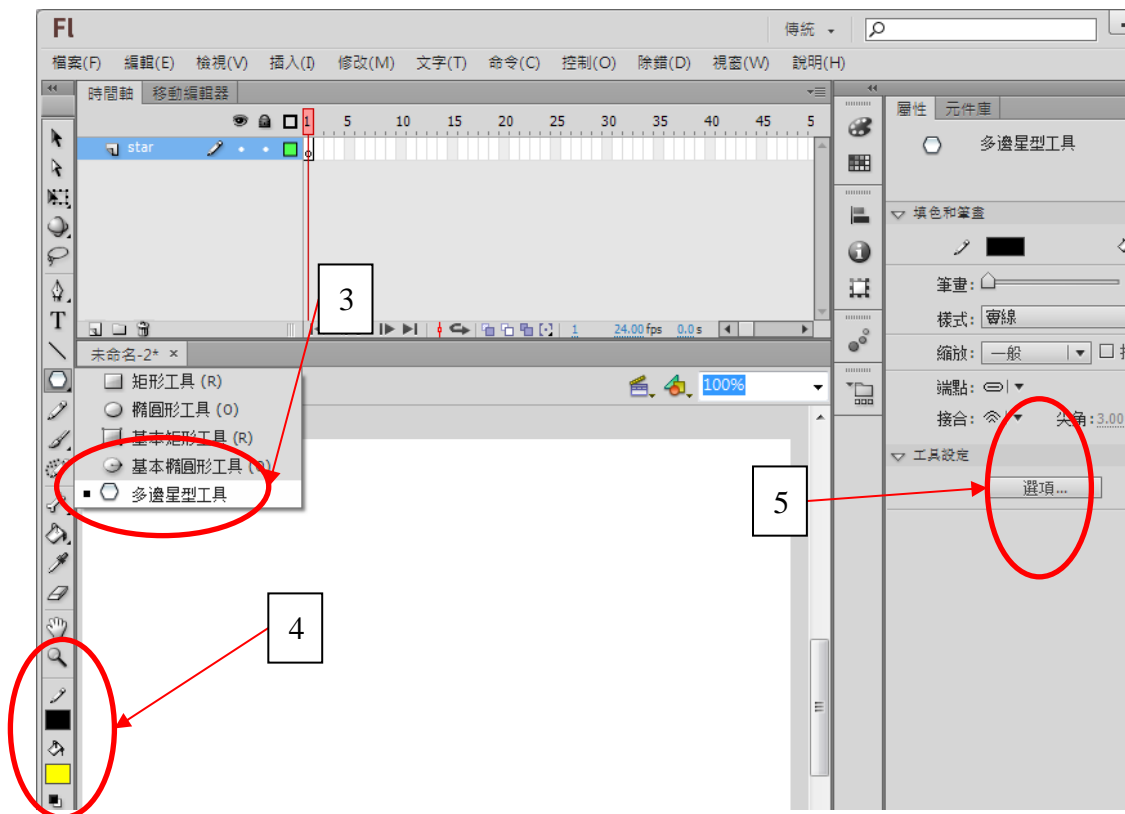 Fl
傳統
檔案(F) 編輯(E) 檢視(V) 插入(I) 修改(M) 文字(T) 命令(C) 控制(O) 除錯(D) 視窗(W) 說明(H)
時間軸 移動編輯器
1 5 10 15 20 25 30 35 40 45 5
star
3
1 24.00 fps 0.0 s
未命名-2* ×
100%
矩形工具 (R)
橢圓形工具 (O)
基本矩形工具 (R)
基本橢圓形工具 (O)
多邊星型工具
4
5
屬性 元件庫
多邊星型工具
填色和筆畫
筆畫:
樣式: 實線
縮放: 一般
端點:
接合: 尖角: 3.00
工具設定
選項...
T